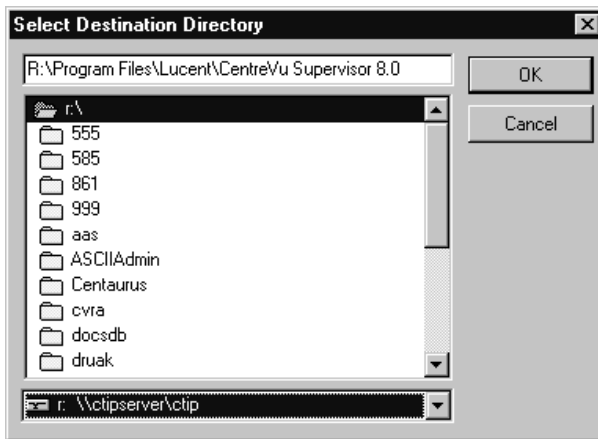 Select Destination Directory
R:\Program Files\Lucent\CentreVu Supervisor 8.0
OK
Cancel
r:\
555
585
861
999
aas
ASCIIAdmin
Centaurus
cvra
docsdb
druak
r: \\ctipserver\ctip